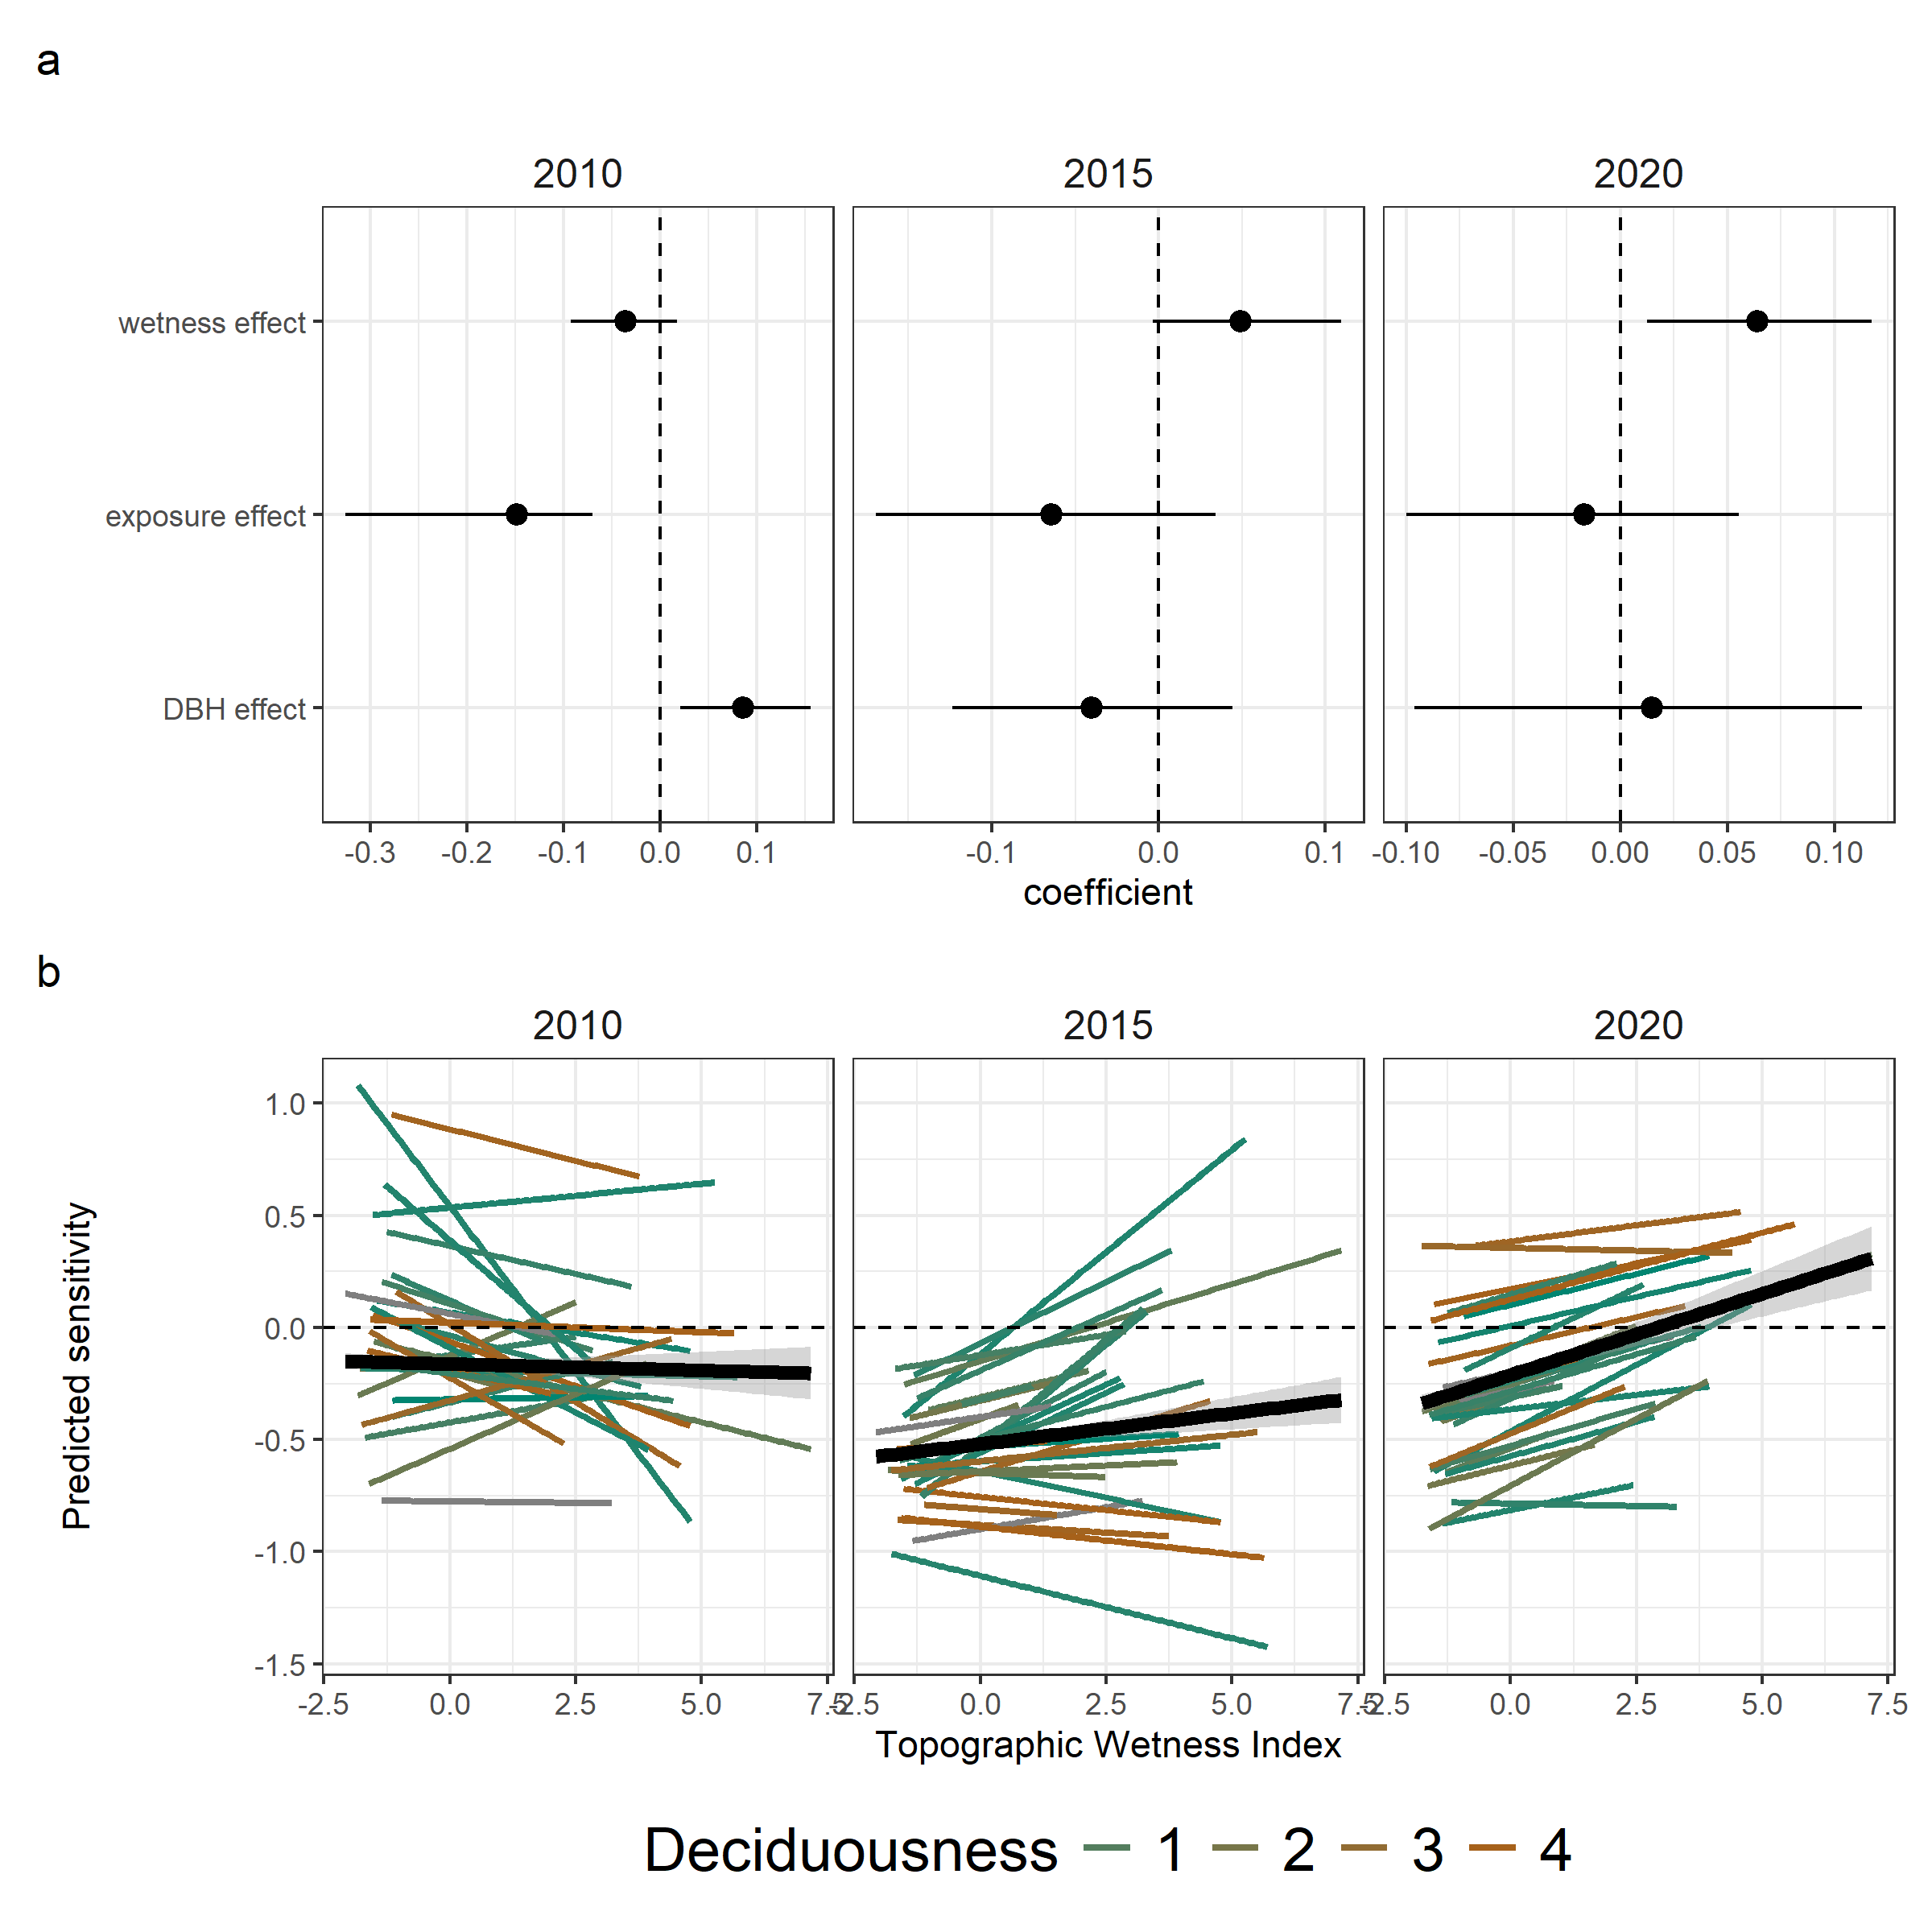 a
2010 2015 2020
wetness effect
exposure effect
DBH effect
-0.3 -0.2 -0.1 0.0 0.1 -0.1 0.0 0.1 -0.10 -0.05 0.00 0.05 0.10
coefficient
b
2010 2015 2020
Predicted sensitivity
1.0
0.5
0.0
-0.5
-1.0
-1.5
-2.5 0.0 2.5 5.0 7.5 -2.5 0.0 2.5 5.0 7.5 -2.5 0.0 2.5 5.0 7.5
Topographic Wetness Index
Deciduousness 1 2 3 4